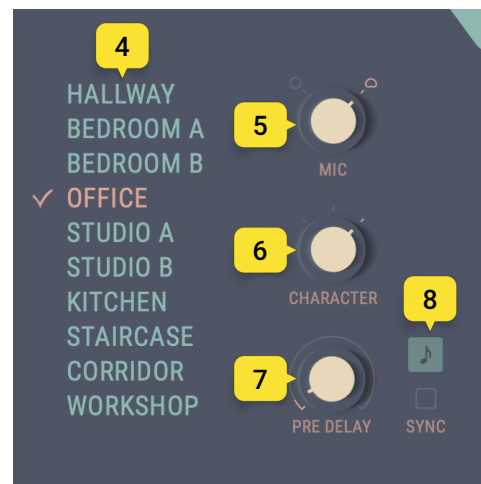 4
HALLWAY
BEDROOM A
BEDROOM B
OFFICE
STUDIO A
STUDIO B
KITCHEN
STAIRCASE
CORRIDOR
WORKSHOP
5
MIC
6
CHARACTER
7
PRE DELAY
8
SYNC